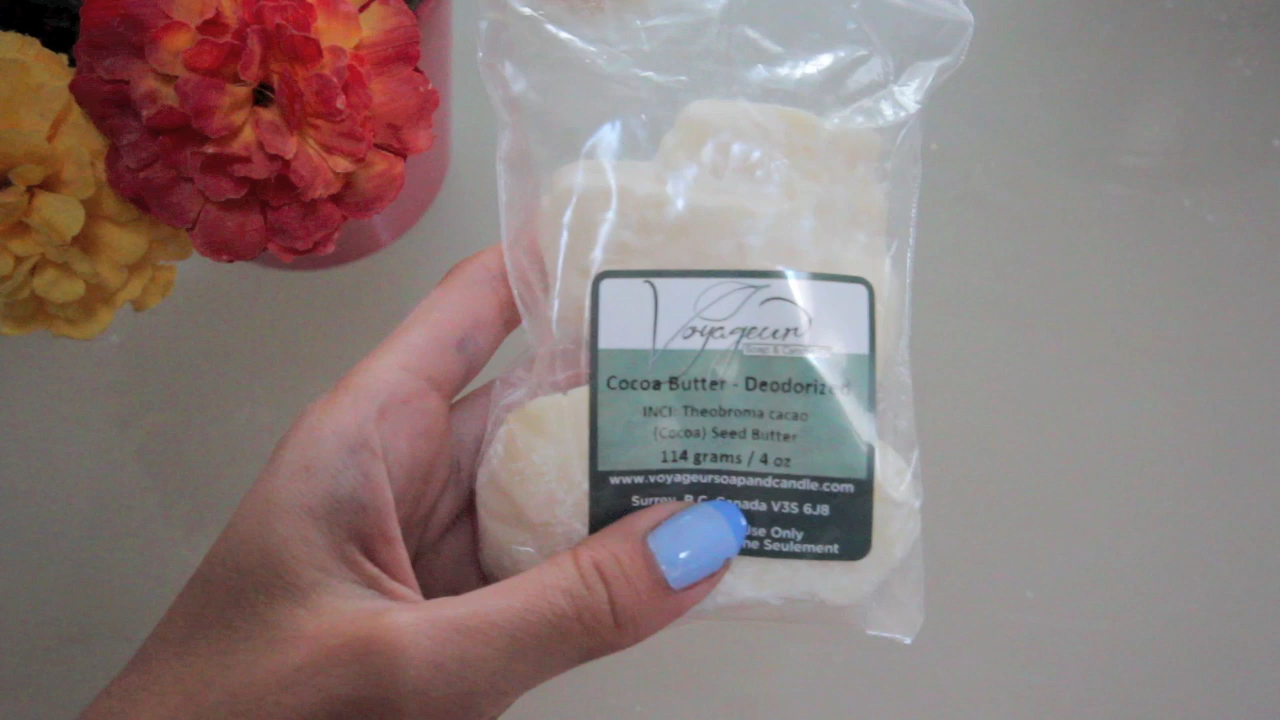 Voyageur
Soap & Candle
Cocoa Butter - Deodorized
INCI: Theobroma cacao
(Cocoa) Seed Butter
114 grams / 4 oz
www.voyageursoapandcandle.com
Surrey, B.C. Canada V3S 6J8
Use Only
Seulement